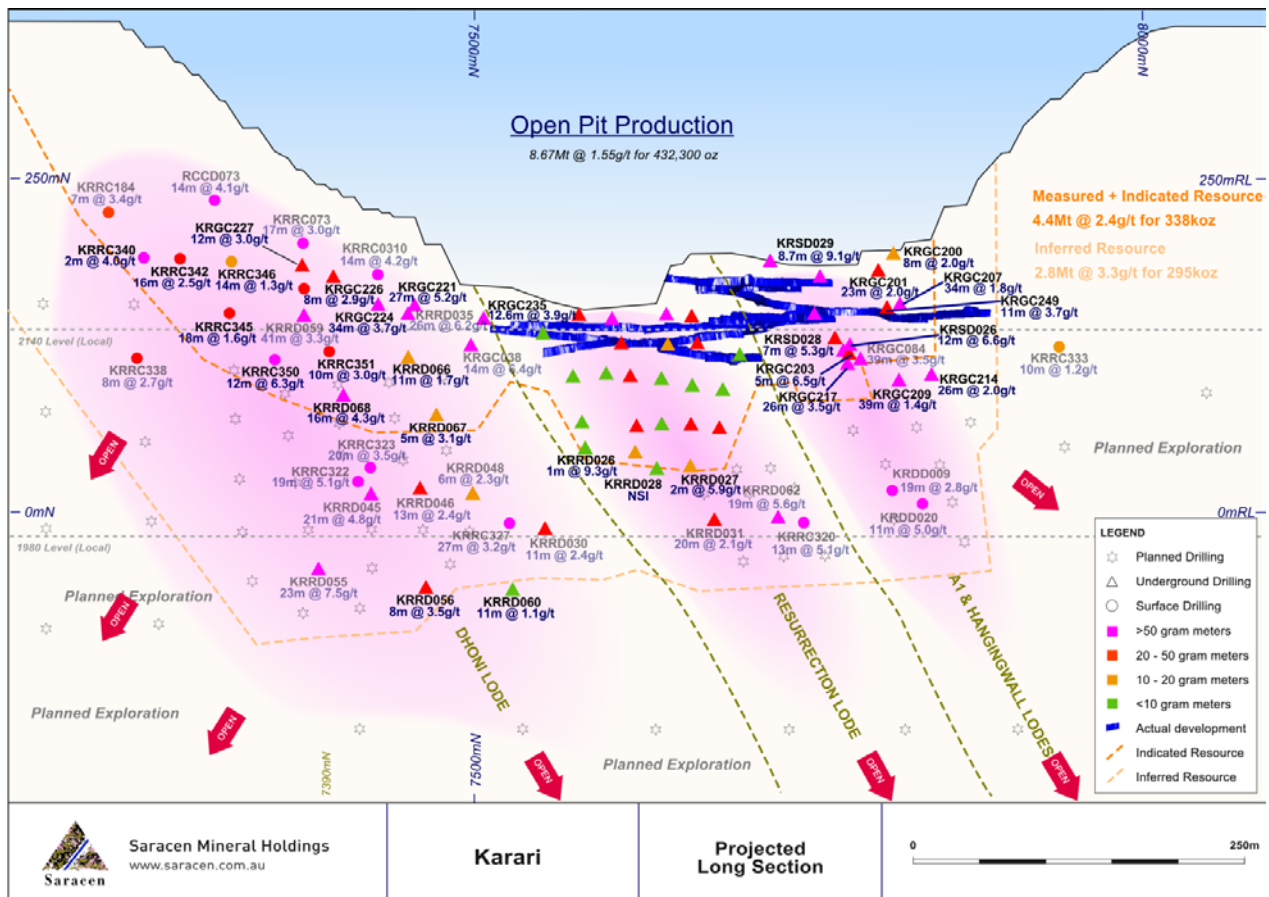 7500mN
8000mN
Open Pit Production
8.67Mt @ 1.55g/t for 432,300 oz
250mN
250mRL
Measured + Indicated Resource
4.4Mt @ 2.4g/t for 338koz
Inferred Resource
2.8Mt @ 3.3g/t for 295koz
KRRC184
7m @ 3.4g/t
RCCD073
14m @ 4.1g/t
KRRC073
17m @ 3.0g/t
KRGC227
12m @ 3.0g/t
KRRC0310
14m @ 4.2g/t
KRRC340
2m @ 4.0g/t
KRRC342
16m @ 2.5g/t
KRRC346
14m @ 1.3g/t
KRGC226
8m @ 2.9g/t
KRGC221
27m @ 5.2g/t
KRGC224
34m @ 3.7g/t
KRRD035
26m @ 6.2g/t
KRGC235
12.6m @ 3.9g/t
KRSD029
8.7m @ 9.1g/t
KRGC200
8m @ 2.0g/t
KRGC201
23m @ 2.0g/t
KRGC207
34m @ 1.8g/t
KRGC249
11m @ 3.7g/t
KRSD026
12m @ 6.6g/t
KRRC345
18m @ 1.6g/t
KRRD059
41m @ 3.3g/t
2140 Level (Local)
KRRC338
8m @ 2.7g/t
KRRC350
12m @ 6.3g/t
KRRC351
10m @ 3.0g/t
KRRD066
11m @ 1.7g/t
KRGC038
14m @ 6.4g/t
KRSD028
7m @ 5.3g/t
KRGC084
39m @ 3.5g/t
KRGC203
5m @ 6.5g/t
KRGC217
26m @ 3.5g/t
KRGC209
39m @ 1.4g/t
KRGC214
26m @ 2.0g/t
KRRC333
10m @ 1.2g/t
KRRD068
16m @ 4.3g/t
KRRD067
5m @ 3.1g/t
KRRC323
20m @ 3.5g/t
KRRC322
19m @ 5.1g/t
KRRD045
21m @ 4.8g/t
KRRD048
6m @ 2.3g/t
KRRD046
13m @ 2.4g/t
KRRD026
1m @ 9.3g/t
KRRD028
NSI
KRRD027
2m @ 5.9g/t
KRRD062
19m @ 5.6g/t
KRDD009
19m @ 2.8g/t
KRDD020
11m @ 5.0g/t
Planned Exploration
OPEN
OPEN
0mN
0mRL
KRRC327
27m @ 3.2g/t
KRRD030
11m @ 2.4g/t
KRRD031
20m @ 2.1g/t
KRRC320
13m @ 5.1g/t
1980 Level (Local)
KRRD055
23m @ 7.5g/t
KRRD056
8m @ 3.5g/t
KRRD060
11m @ 1.1g/t
Planned Exploration
OPEN
Planned Exploration
OPEN
DHONI LODE
RESURRECTION LODE
A1 & HANGINGWALL LODES
7390mN
7500mN
Planned Exploration
OPEN
OPEN
OPEN
LEGEND
Planned Drilling
Underground Drilling
Surface Drilling
>50 gram meters
20 - 50 gram meters
10 - 20 gram meters
<10 gram meters
Actual development
Indicated Resource
Inferred Resource
Saracen
Saracen Mineral Holdings
www.saracen.com.au
Karari
Projected
Long Section
0
250m